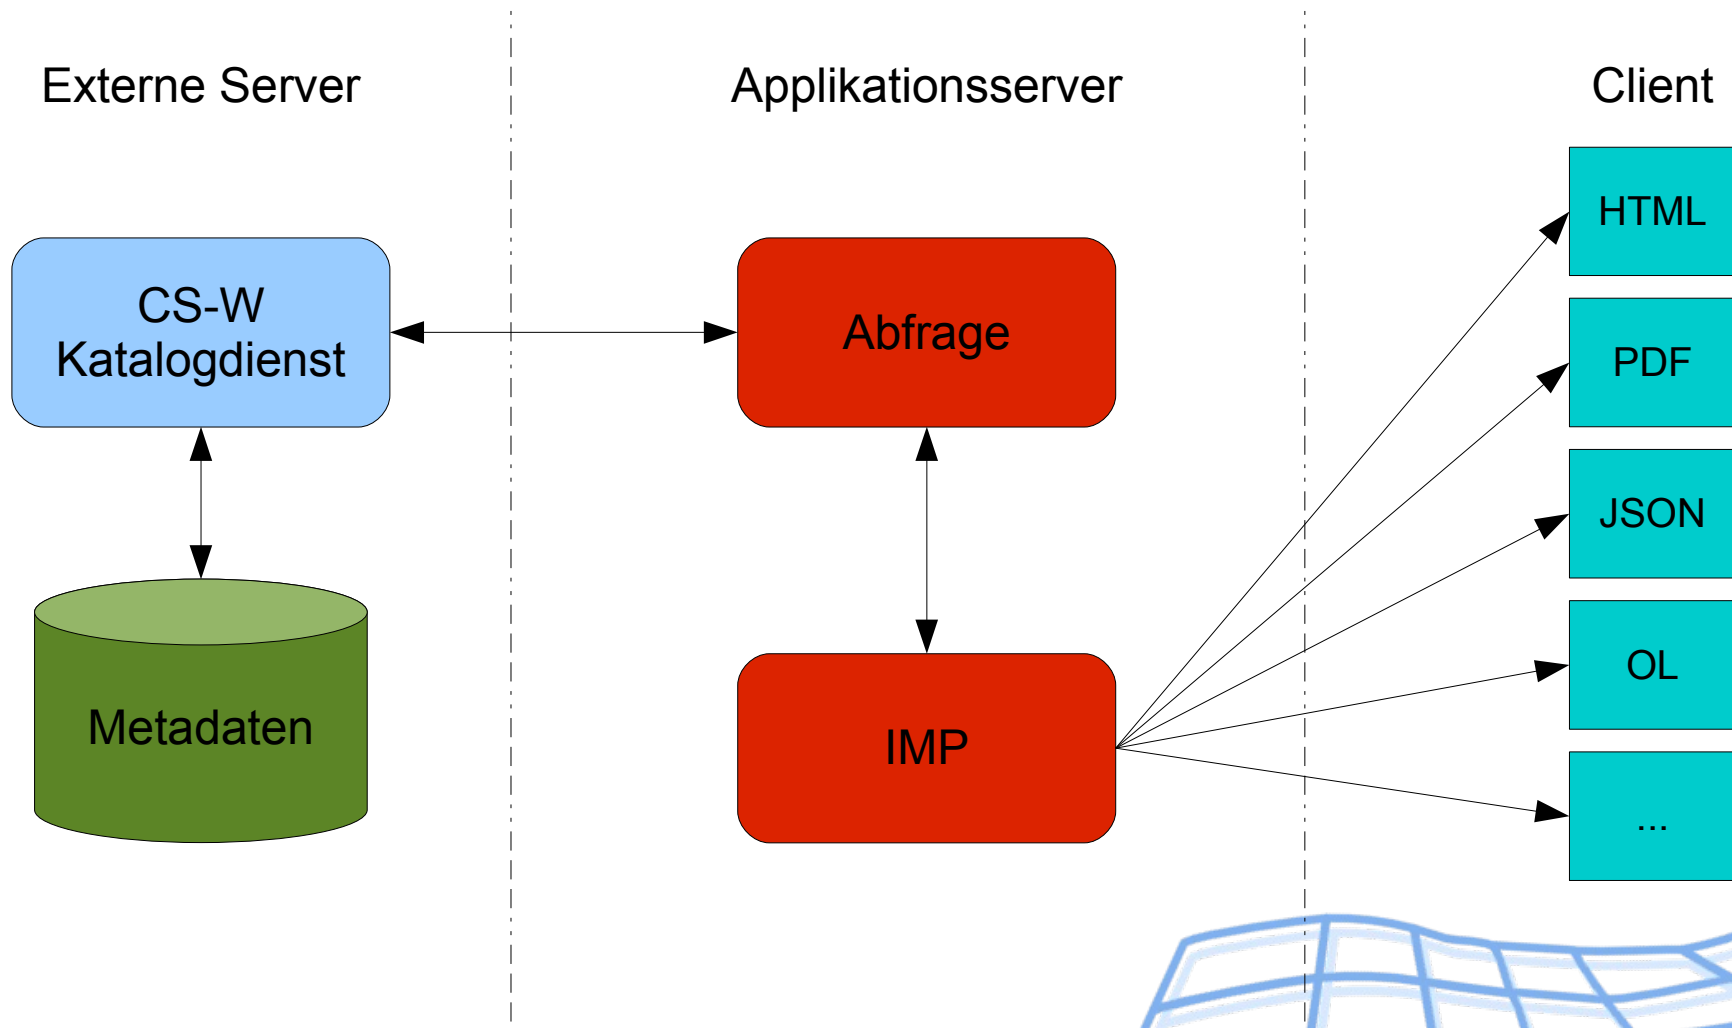 Externe Server
Applikationsserver
Client
CS-W
Katalogdienst
Abfrage
Metadaten
IMP
HTML
PDF
JSON
OL
...